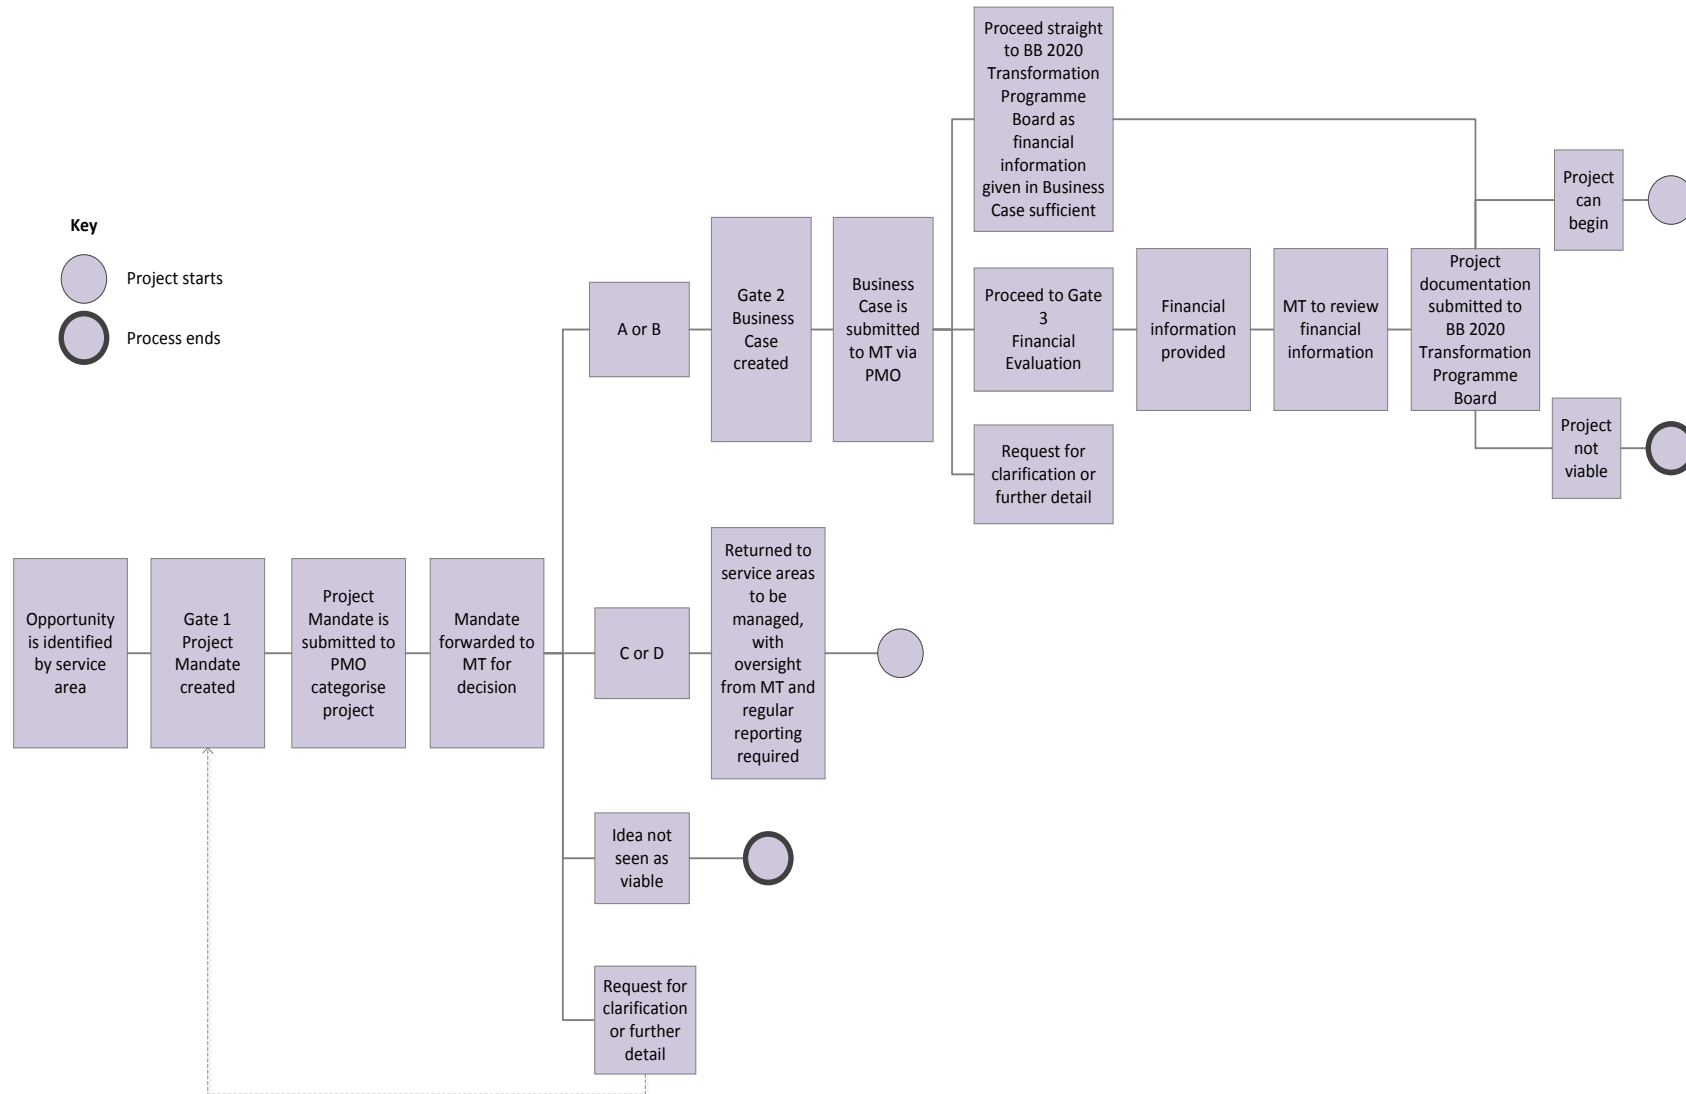 Key
Project starts
Process ends
Opportunity
is identified
by service
area
Gate 1
Project
Mandate
created
Project
Mandate is
submitted to
PMO
categorise
project
Mandate
forwarded to
MT for
decision
A or B
Gate 2
Business
Case
created
Business
Case is
submitted
to MT via
PMO
Proceed straight
to BB 2020
Transformation
Programme
Board as
financial
information
given in Business
Case sufficient
Proceed to Gate
3
Financial
Evaluation
Financial
information
provided
MT to review
financial
information
Project
documentation
submitted to
BB 2020
Transformation
Programme
Board
Project
can
begin
Project
not
viable
Request for
clarification or
further detail
C or D
Returned to
service areas
to be
managed,
with
oversight
from MT and
regular
reporting
required
Idea not
seen as
viable
Request for
clarification
or further
detail